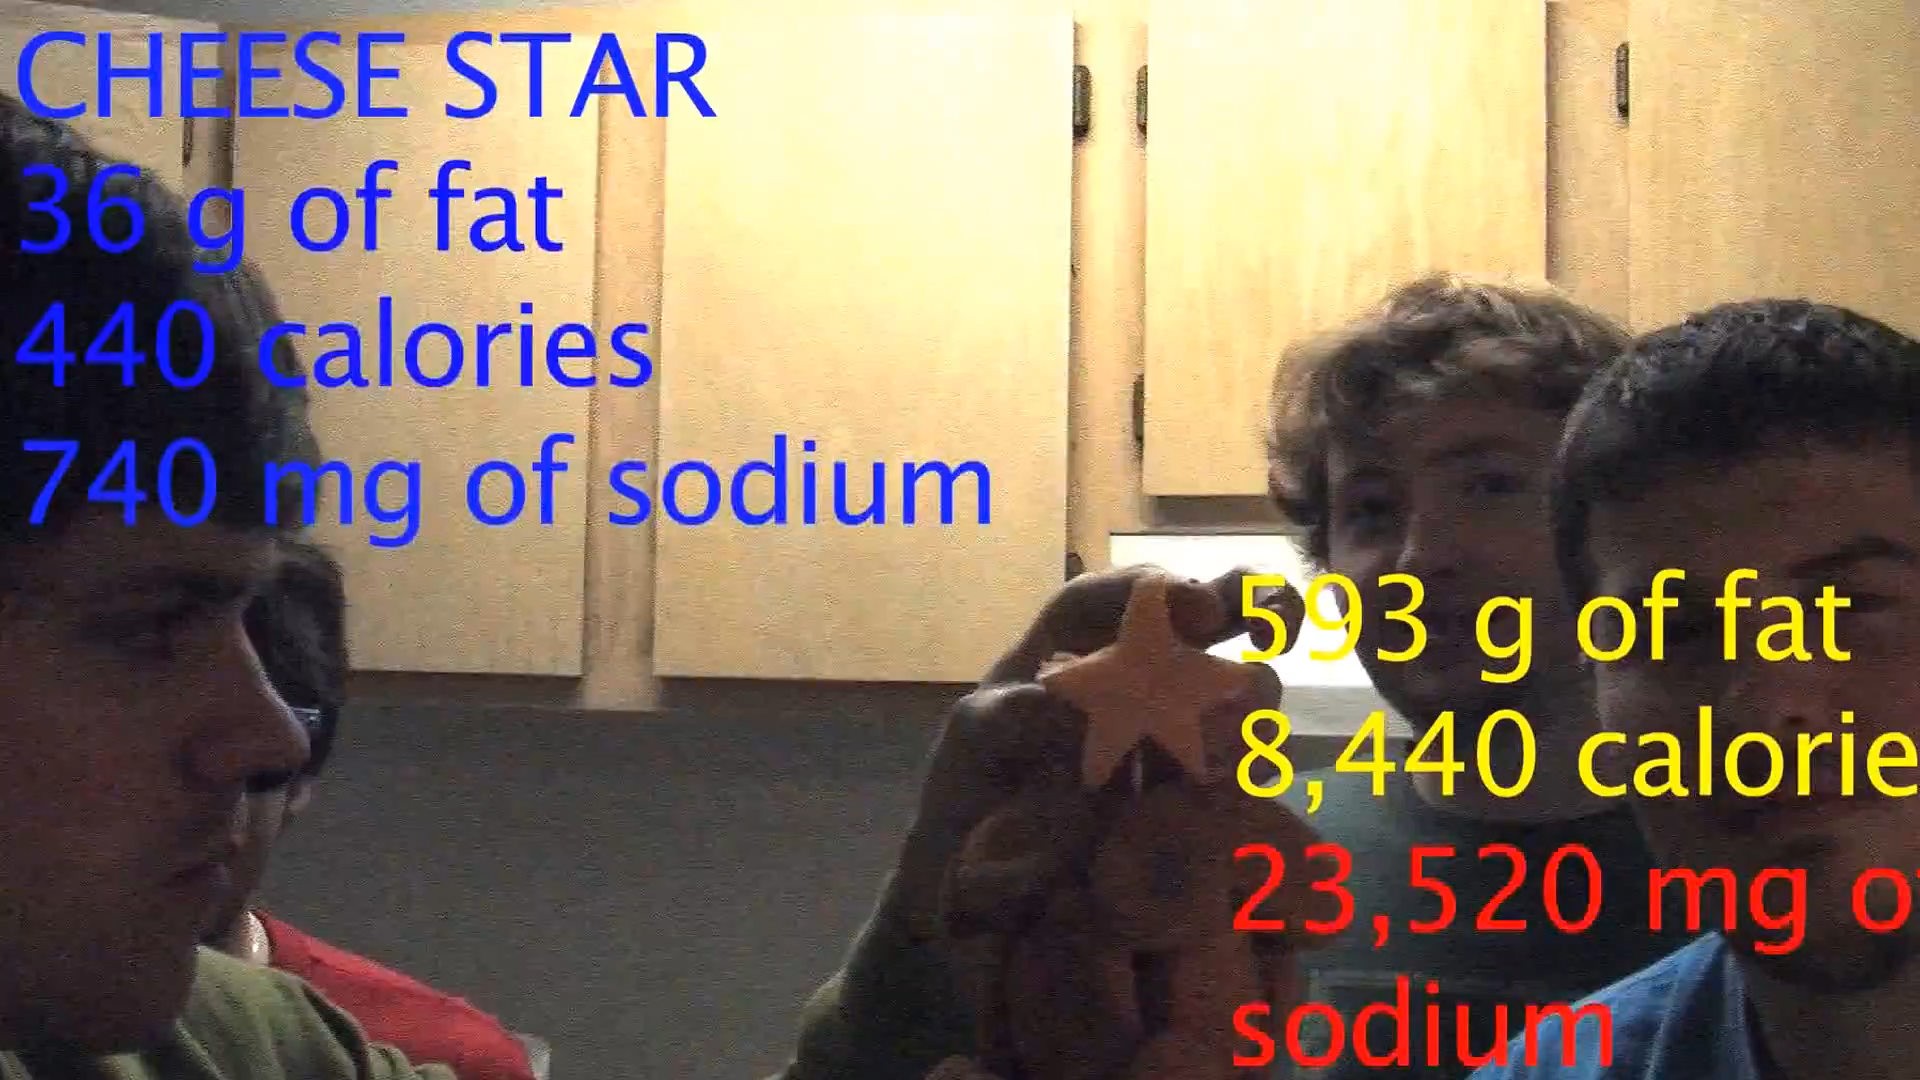 CHEESE STAR
36 g of fat
440 calories
740 mg of sodium
593 g of fat
8,440 calorie
23,520 mg o
sodium